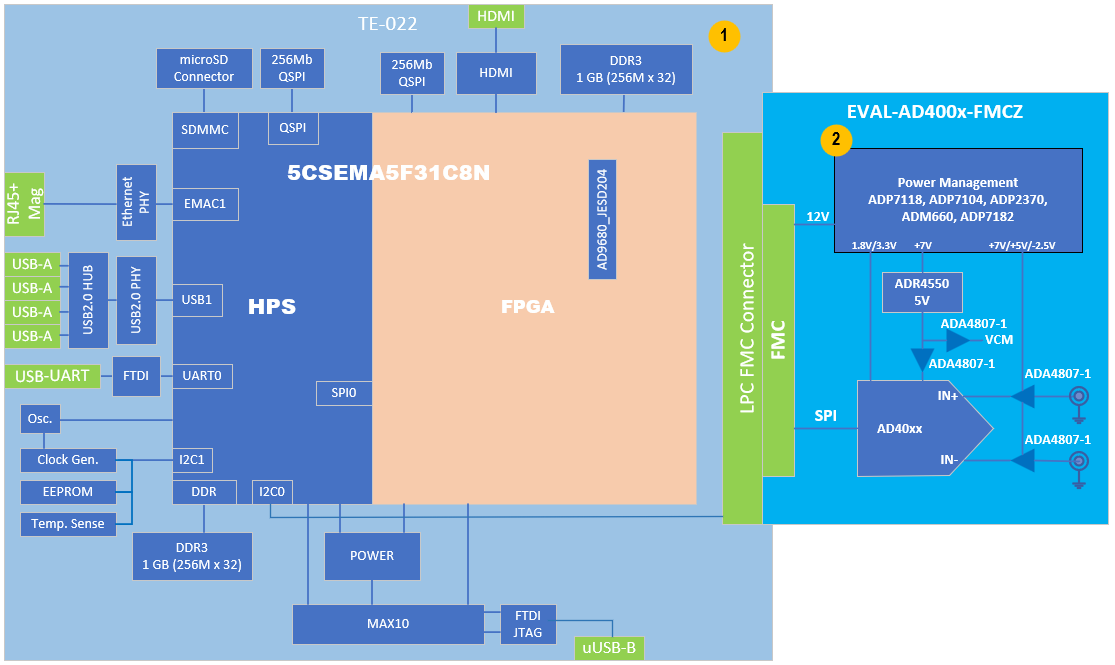 TE-022
1
HDMI
microSD
Connector
256Mb
QSPI
256Mb
QSPI
HDMI
DDR3
1 GB (256M x 32)
SDMMC
QSPI
5CSEMA5F31C8N
RJ45+
Mag
Ethernet
PHY
EMAC1
AD9680_JESD204
USB-A
USB-A
USB-A
USB-A
USB2.0 HUB
USB2.0 PHY
USB1
HPS
FPGA
USB-UART
FTDI
UART0
SPI0
Osc.
Clock Gen.
I2C1
EEPROM
DDR
I2C0
Temp. Sense
DDR3
1 GB (256M x 32)
POWER
MAX10
FTDI
JTAG
uUSB-B
LPC FMC Connector
FMC
EVAL-AD400x-FMCZ
2
Power Management
ADP7118, ADP7104, ADP2370,
ADM660, ADP7182
12V
1.8V/3.3V
+7V
+7V/+5V/-2.5V
ADR4550
5V
ADA4807-1
VCM
ADA4807-1
ADA4807-1
IN+
SPI
AD40xx
ADA4807-1
IN-